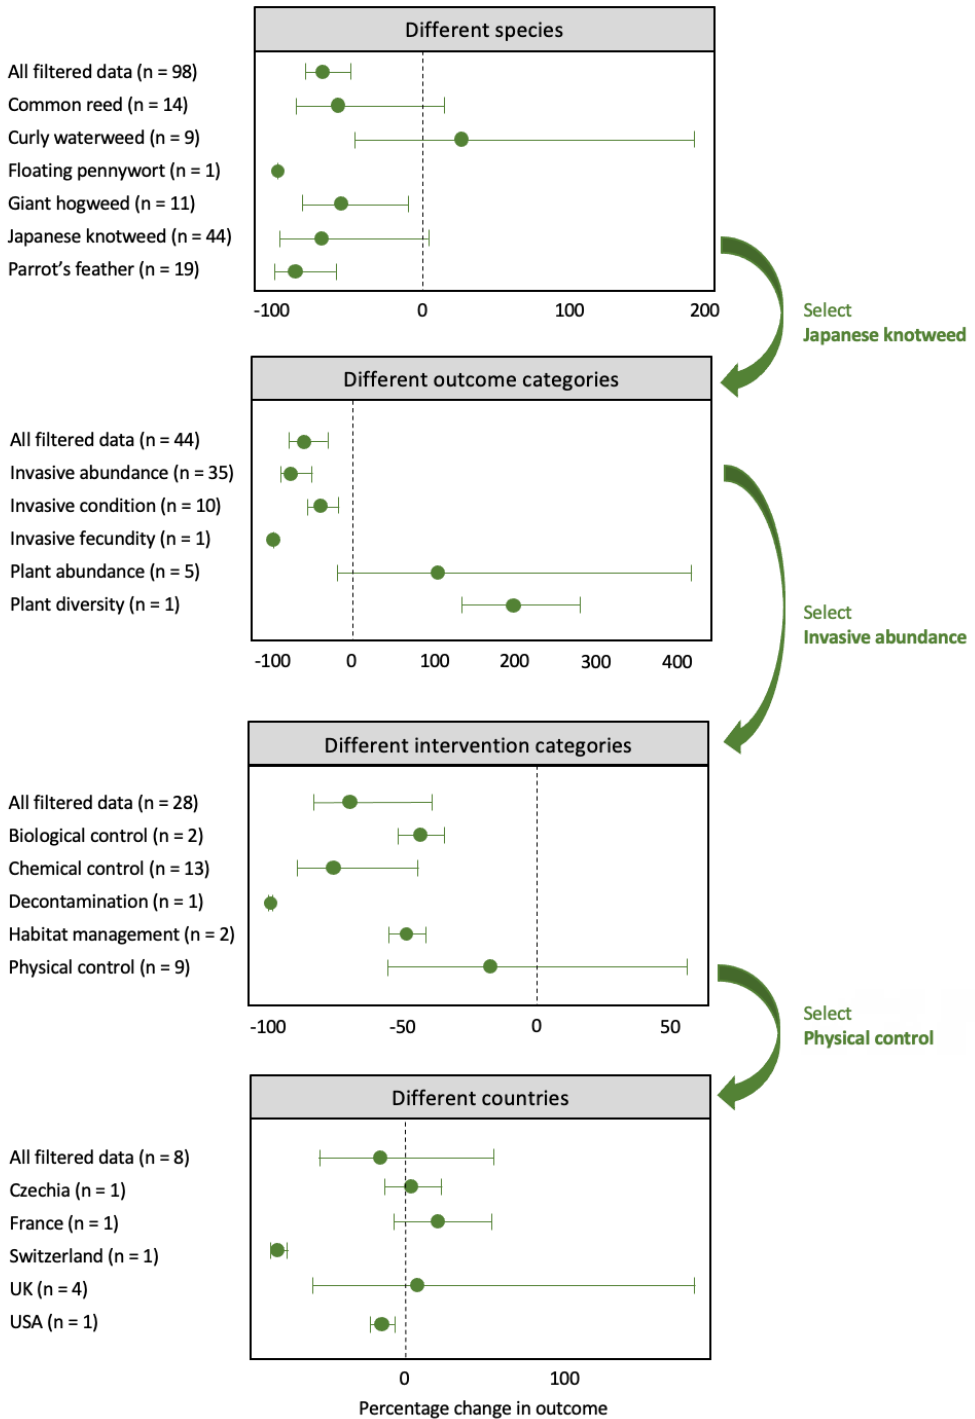 Different species
All filtered data (n = 98)
Common reed (n = 14)
Curly waterweed (n = 9)
Floating pennywort (n = 1)
Giant hogweed (n = 11)
Japanese knotweed (n = 44)
Parrot's feather (n = 19)
-100 0 100 200
Select
Japanese knotweed
Different outcome categories
All filtered data (n = 44)
Invasive abundance (n = 35)
Invasive condition (n = 10)
Invasive fecundity (n = 1)
Plant abundance (n = 5)
Plant diversity (n = 1)
-100 0 100 200 300 400
Select
Invasive abundance
Different intervention categories
All filtered data (n = 28)
Biological control (n = 2)
Chemical control (n = 13)
Decontamination (n = 1)
Habitat management (n = 2)
Physical control (n = 9)
-100 -50 0 50
Select
Physical control
Different countries
All filtered data (n = 8)
Czechia (n = 1)
France (n = 1)
Switzerland (n = 1)
UK (n = 4)
USA (n = 1)
0 100
Percentage change in outcome